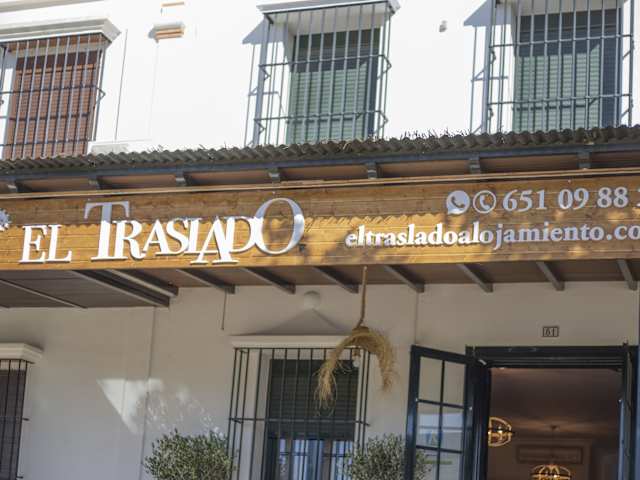 EL TRASLADO
651 09 88
eltrasladoalojamiento.co
61